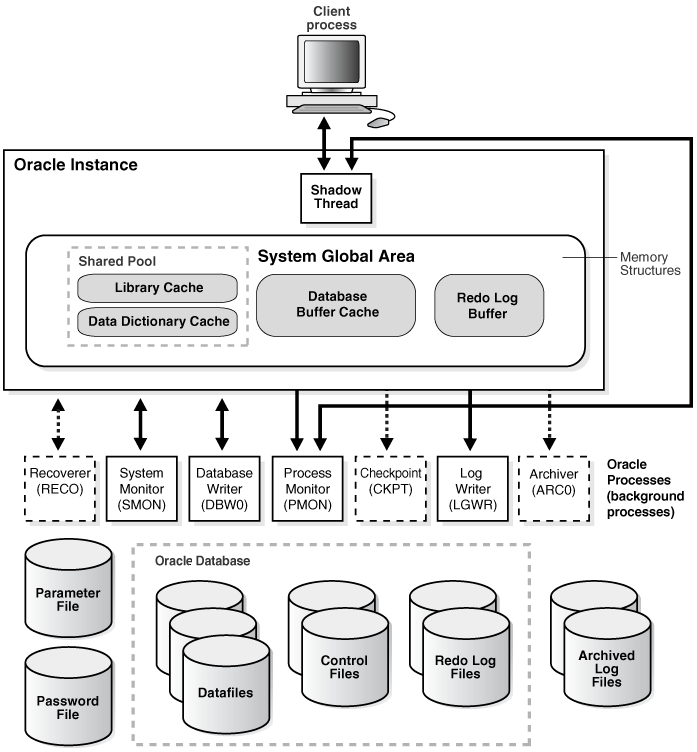 Client
process
Oracle Instance
Shadow
Thread
System Global Area
Shared Pool
Library Cache
Data Dictionary Cache
Database
Buffer Cache
Redo Log
Buffer
Memory
Structures
Recoverer
(RECO)
System
Monitor
(SMON)
Database
Writer
(DBW0)
Process
Monitor
(PMON)
Checkpoint
(CKPT)
Log
Writer
(LGWR)
Archiver
(ARC0)
Oracle
Processes
(background
processes)
Parameter
File
Password
File
Oracle Database
Datafiles
Control
Files
Redo Log
Files
Archived
Log
Files